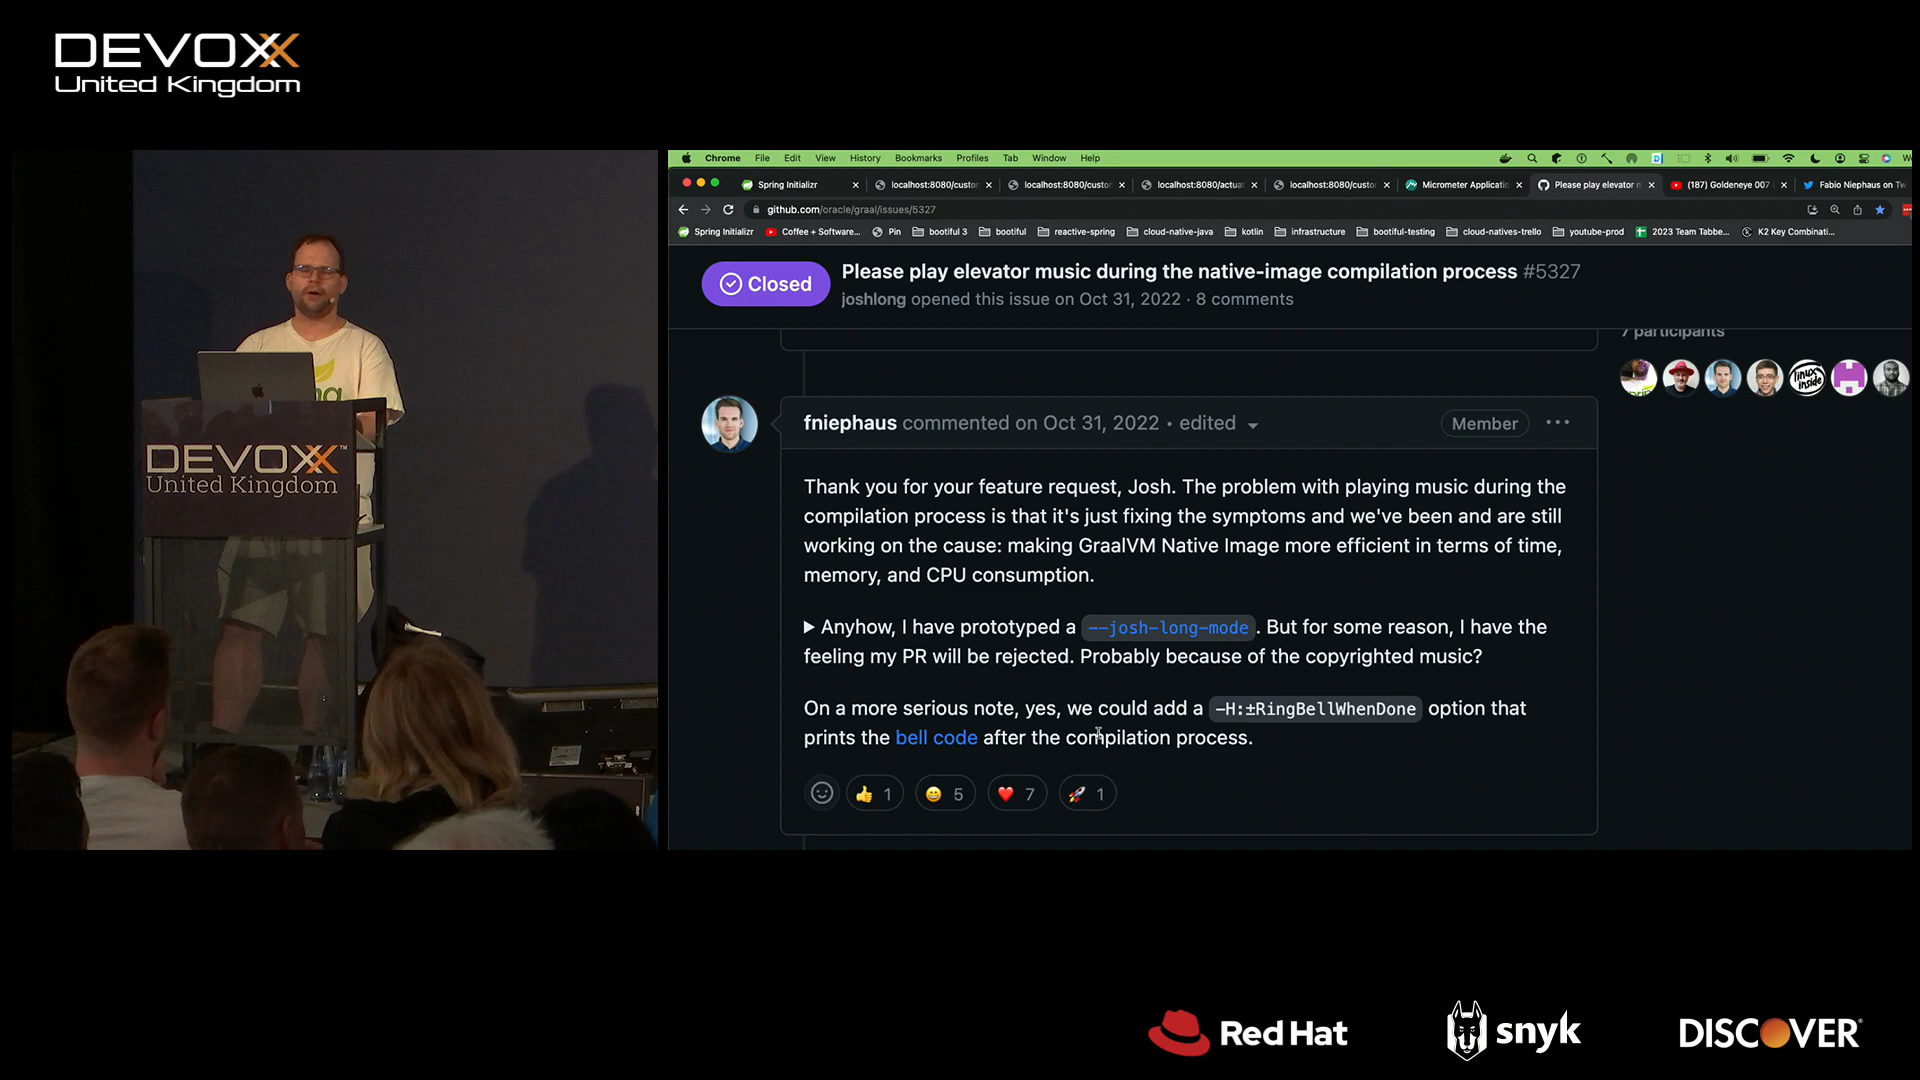 DEVOXX
United Kingdom
DEVOXX™
United Kingdom
Chrome File Edit View History Bookmarks Profiles Tab Window Help
Spring Initializr
localhost:8080/custo
localhost:8080/custo
localhost:8080/actua
localhost:8080/custo
Micrometer Applicatio
Please play elevator m
(187) Goldeneye 007
Fabio Niephaus on Tw
github.com/oracle/graal/issues/5327
Spring Initializr Coffee + Software... Pin bootiful 3 bootiful reactive-spring cloud-native-java kotlin infrastructure bootiful-testing cloud-natives-trello youtube-prod 2023 Team Tabbe... K2 Key Combinati...
Closed
Please play elevator music during the native-image compilation process #5327
joshlong opened this issue on Oct 31, 2022 · 8 comments
7 participants
linux inside
fniephaus commented on Oct 31, 2022 • edited
Member
Thank you for your feature request, Josh. The problem with playing music during the
compilation process is that it's just fixing the symptoms and we've been and are still
working on the cause: making GraalVM Native Image more efficient in terms of time,
memory, and CPU consumption.
Anyhow, I have prototyped a --josh-long-mode. But for some reason, I have the
feeling my PR will be rejected. Probably because of the copyrighted music?
On a more serious note, yes, we could add a -H:±RingBellWhenDone option that
prints the bell code after the compilation process.
👍 1 😄 5 ❤️ 7 🚀 1
Red Hat
snyk
DISCOVER